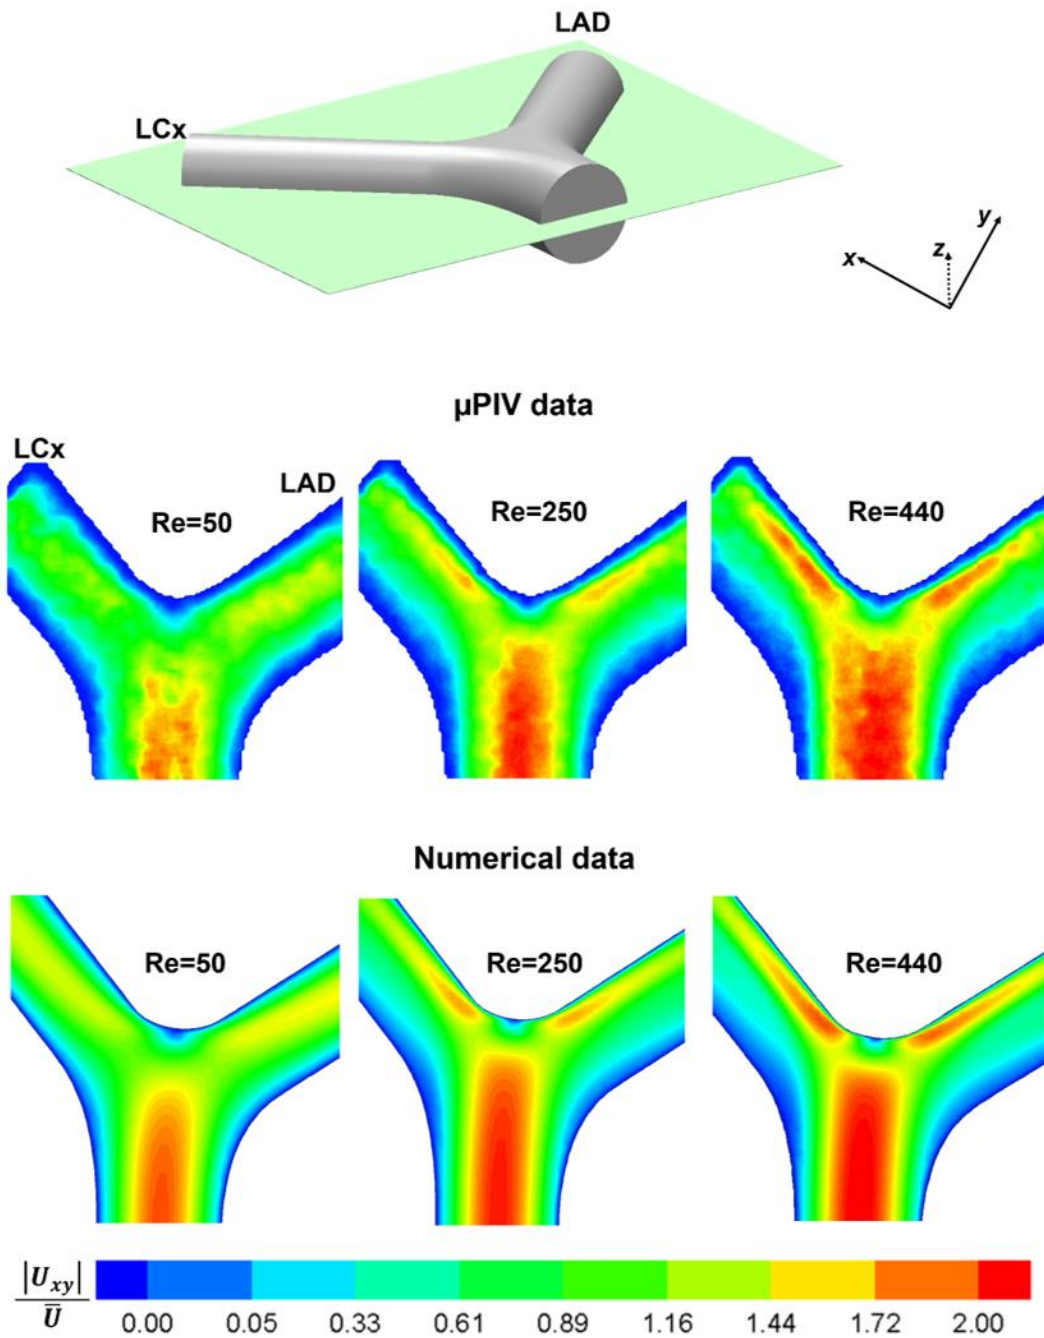 LAD
LCx
x
z
y
µPIV data
LCx
LAD
Re=50
Re=250
Re=440
Numerical data
Re=50
Re=250
Re=440
|U_xy|
U̅
0.00 0.05 0.33 0.61 0.89 1.16 1.44 1.72 2.00